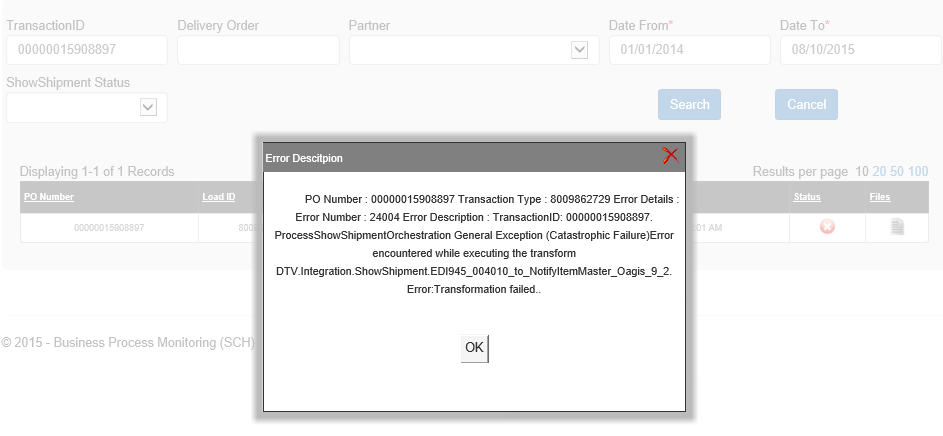 TransactionID Delivery Order Partner Date From* Date To*
00000015908897 01/01/2014 08/10/2015
ShowShipment Status
Search Cancel
Error Descitpion
Displaying 1-1 of 1 Records Results per page 10 20 50 100
PO Number Load ID Status Files
00000015908897 800 :01 AM
PO Number : 00000015908897 Transaction Type : 8009862729 Error Details :
Error Number : 24004 Error Description : TransactionID: 00000015908897.
ProcessShowShipmentOrchestration General Exception (Catastrophic Failure)Error
encountered while executing the transform
DTV.Integration.ShowShipment.EDI945_004010_to_NotifyItemMaster_Oagis_9_2.
Error:Transformation failed..
OK
© 2015 - Business Process Monitoring (SCH)